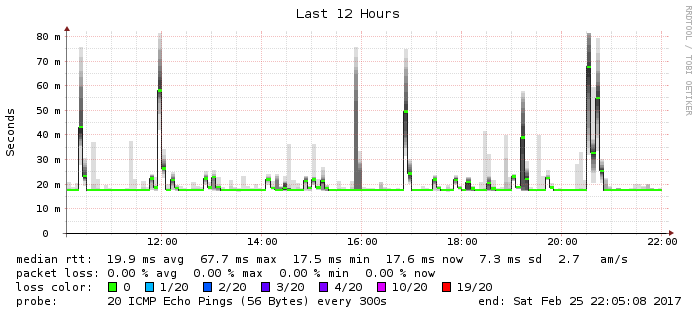 Last 12 Hours
RRDTOOL / TOBI OETIKER
Seconds
80 m
70 m
60 m
50 m
40 m
30 m
20 m
10 m
0
12:00 14:00 16:00 18:00 20:00 22:00
median rtt: 19.9 ms avg 67.7 ms max 17.5 ms min 17.6 ms now 7.3 ms sd 2.7 am/s
packet loss: 0.00 % avg 0.00 % max 0.00 % min 0.00 % now
loss color: 0 1/20 2/20 3/20 4/20 10/20 19/20
probe: 20 ICMP Echo Pings (56 Bytes) every 300s end: Sat Feb 25 22:05:08 2017